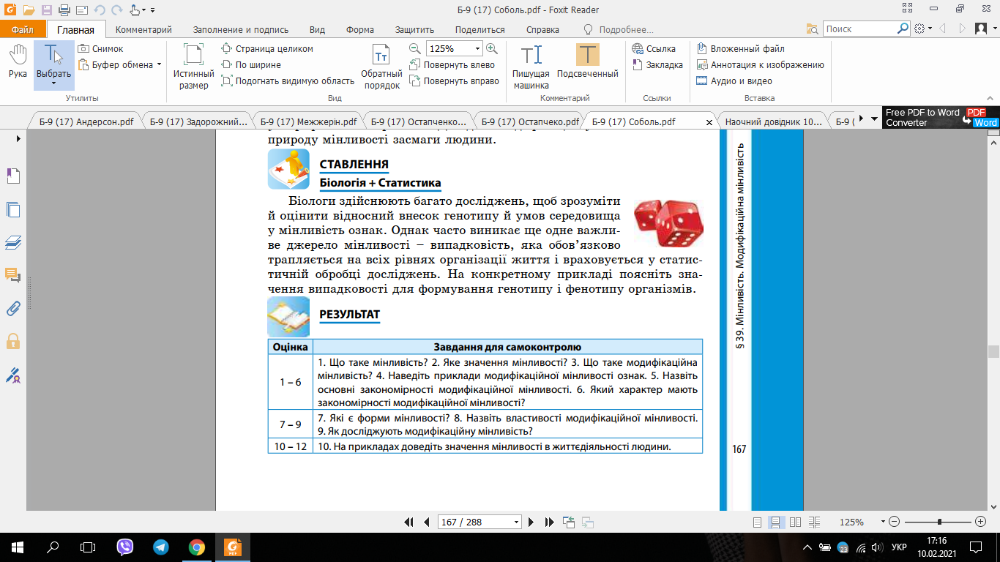 Б-9 (17) Соболь.pdf - Foxit Reader
Файл Главная Комментарий Заполнение и подпись Вид Форма Защитить Поделиться Справка Подробнее... Поиск
Рука
Выбрать
Снимок
Буфер обмена
Утилиты
Истинный размер
Страница целиком
По ширине
Подогнать видимую область
Обратный порядок
125%
Повернуть влево
Повернуть вправо
Вид
Пишущая машинка
Подсвеченный
Комментарий
Ссылка
Закладка
Ссылки
Вложенный файл
Аннотация к изображению
Аудио и видео
Вставка
Б-9 (17) Андерсон.pdf Б-9 (17) Задорожний... Б-9 (17) Межжерін.pdf Б-9 (17) Остапченко... Б-9 (17) Остапчеко.pdf Б-9 (17) Соболь.pdf Наочний довідник 10... Б-9 (
Free PDF to Word Converter PDF Word
природу мінливості засмаги людини.
СТАВЛЕННЯ
Біологія + Статистика
Біологи здійснюють багато досліджень, щоб зрозуміти
й оцінити відносний внесок генотипу й умов середовища
у мінливість ознак. Однак часто виникає ще одне важли-
ве джерело мінливості – випадковість, яка обов’язково
трапляється на всіх рівнях організації життя і враховується у статис-
тичній обробці досліджень. На конкретному прикладі поясніть зна-
чення випадковості для формування генотипу і фенотипу організмів.
РЕЗУЛЬТАТ
Оцінка Завдання для самоконтролю
1 – 6
1. Що таке мінливість? 2. Яке значення мінливості? 3. Що таке модифікаційна
мінливість? 4. Наведіть приклади модифікаційної мінливості ознак. 5. Назвіть
основні закономірності модифікаційної мінливості. 6. Який характер мають
закономірності модифікаційної мінливості?
7 – 9
7. Які є форми мінливості? 8. Назвіть властивості модифікаційної мінливості.
9. Як досліджують модифікаційну мінливість?
10 – 12
10. На прикладах доведіть значення мінливості в життєдіяльності людини.
§ 39. Мінливість. Модифікаційна мінливість
167
167 / 288
125%
23
УКР
17:16
10.02.2021